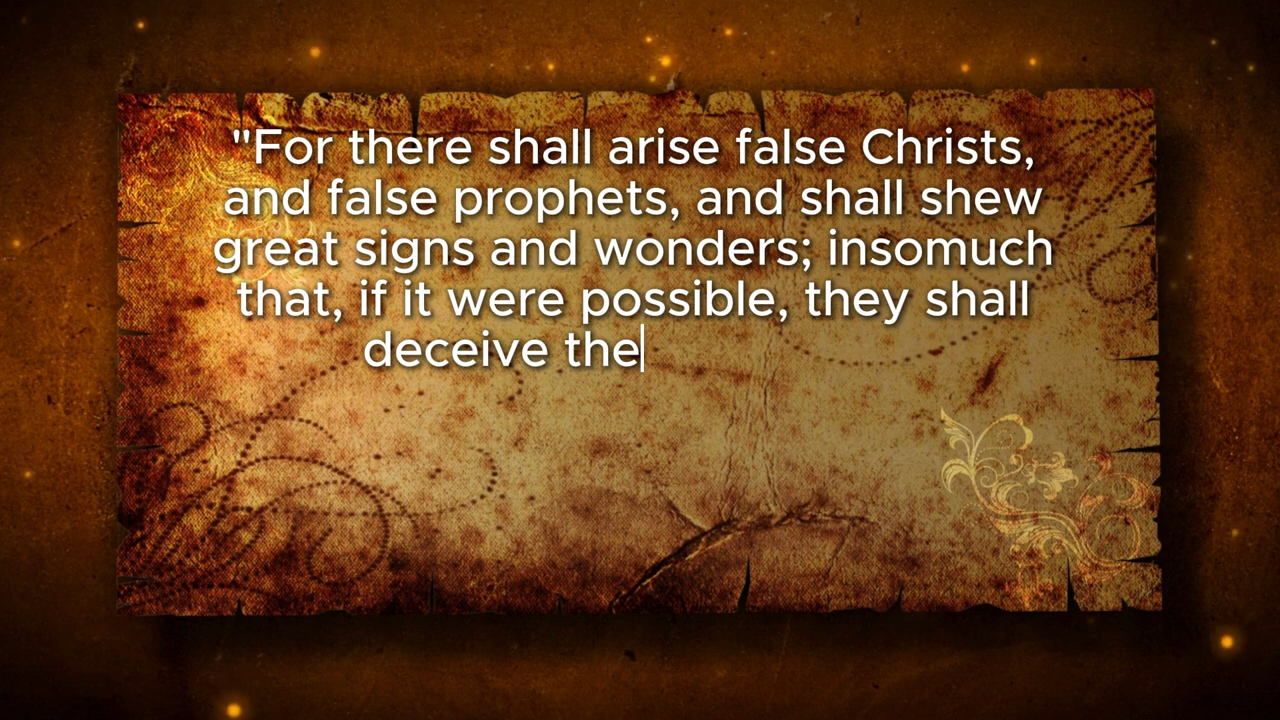 "For there shall arise false Christs,
and false prophets, and shall shew
great signs and wonders; insomuch
that, if it were possible, they shall
deceive the